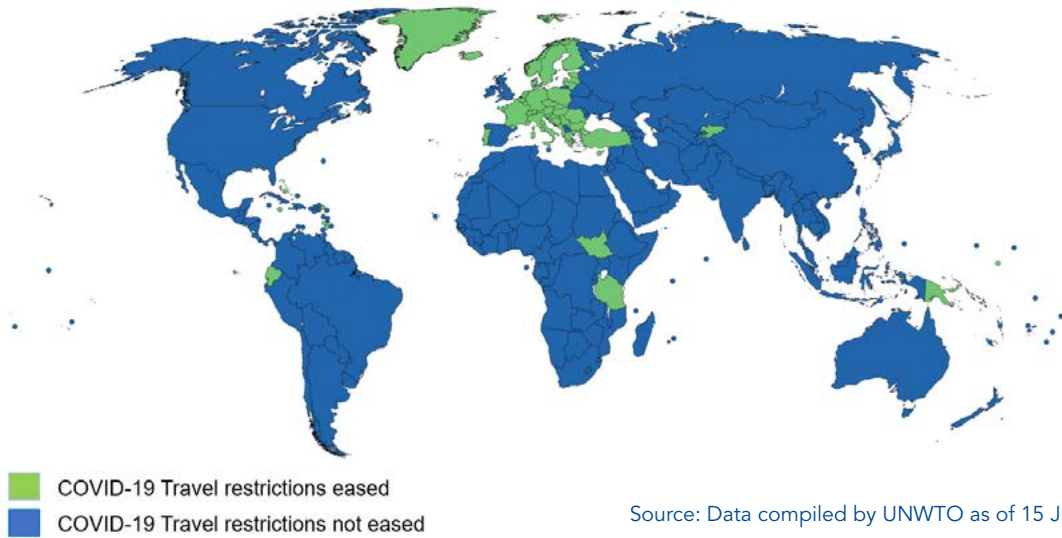 COVID-19 Travel restrictions eased
COVID-19 Travel restrictions not eased
Source: Data compiled by UNWTO as of 15 J